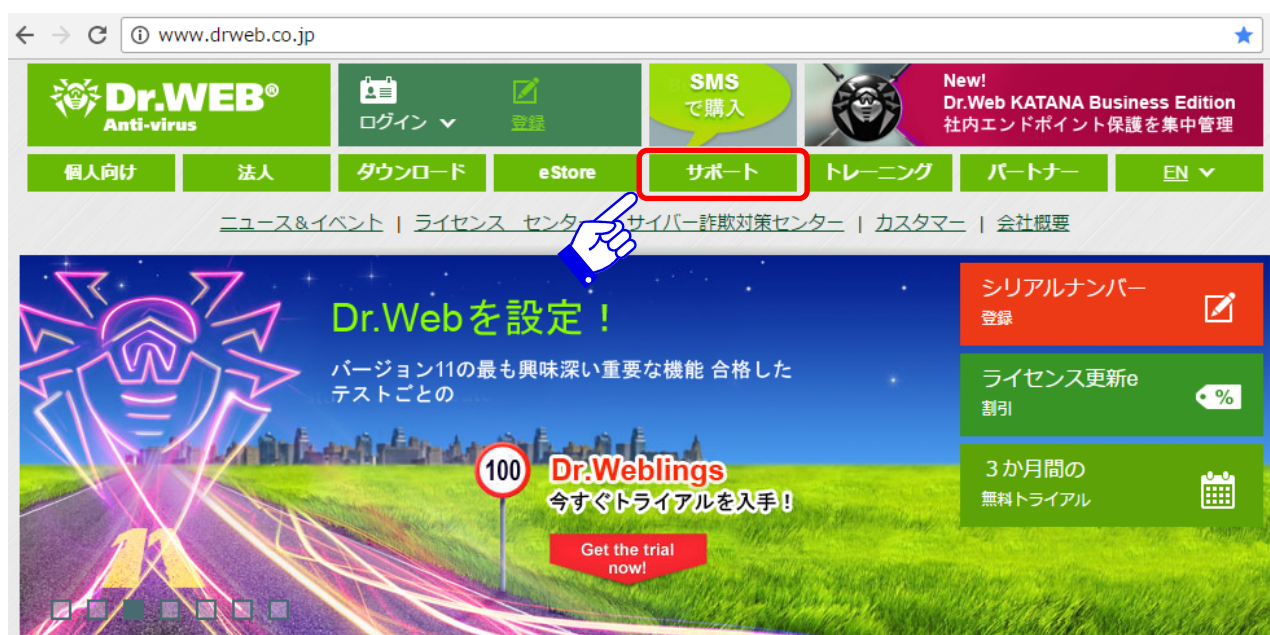 www.drweb.co.jp
Dr.WEB®
Anti-virus
ログイン
登録
SMS
で購入
New!
Dr.Web KATANA Business Edition
社内エンドポイント保護を集中管理
個人向け
法人
ダウンロード
eStore
サポート
トレーニング
パートナー
EN
ニュース&イベント | ライセンス センター サイバー詐欺対策センター | カスタマー | 会社概要
Dr.Webを設定！
バージョン11の最も興味深い重要な機能 合格した
テストごとの
100
Dr.Weblings
今すぐトライアルを入手！
Get the trial
now!
11
シリアルナンバー
登録
ライセンス更新e
割引
%
３か月間の
無料トライアル